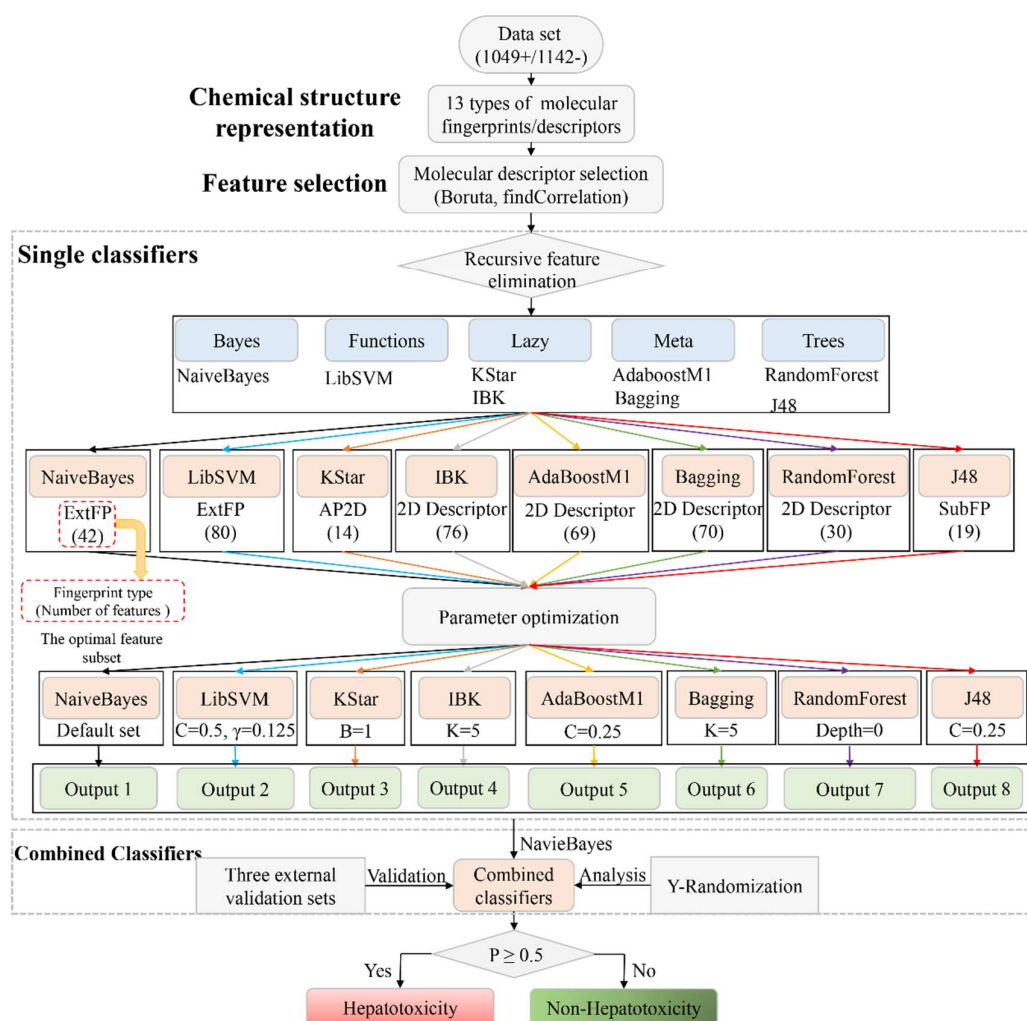 Data set
(1049+/1142-)
Chemical structure
representation
13 types of molecular
fingerprints/descriptors
Feature selection
Molecular descriptor selection
(Boruta, findCorrelation)
Single classifiers
Recursive feature
elimination
Bayes
Functions
Lazy
Meta
Trees
NaiveBayes
LibSVM
KStar
IBK
AdaboostM1
Bagging
RandomForest
J48
NaiveBayes
ExtFP
(42)
LibSVM
ExtFP
(80)
KStar
AP2D
(14)
IBK
2D Descriptor
(76)
AdaBoostM1
2D Descriptor
(69)
Bagging
2D Descriptor
(70)
RandomForest
2D Descriptor
(30)
J48
SubFP
(19)
Fingerprint type
(Number of features )
Parameter optimization
The optimal feature
subset
NaiveBayes
Default set
LibSVM
C=0.5, γ=0.125
KStar
B=1
IBK
K=5
AdaBoostM1
C=0.25
Bagging
K=5
RandomForest
Depth=0
J48
C=0.25
Output 1
Output 2
Output 3
Output 4
Output 5
Output 6
Output 7
Output 8
NavieBayes
Combined Classifiers
Three external
validation sets
Validation
Combined
classifiers
Analysis
Y-Randomization
P ≥ 0.5
Yes
No
Hepatotoxicity
Non-Hepatotoxicity